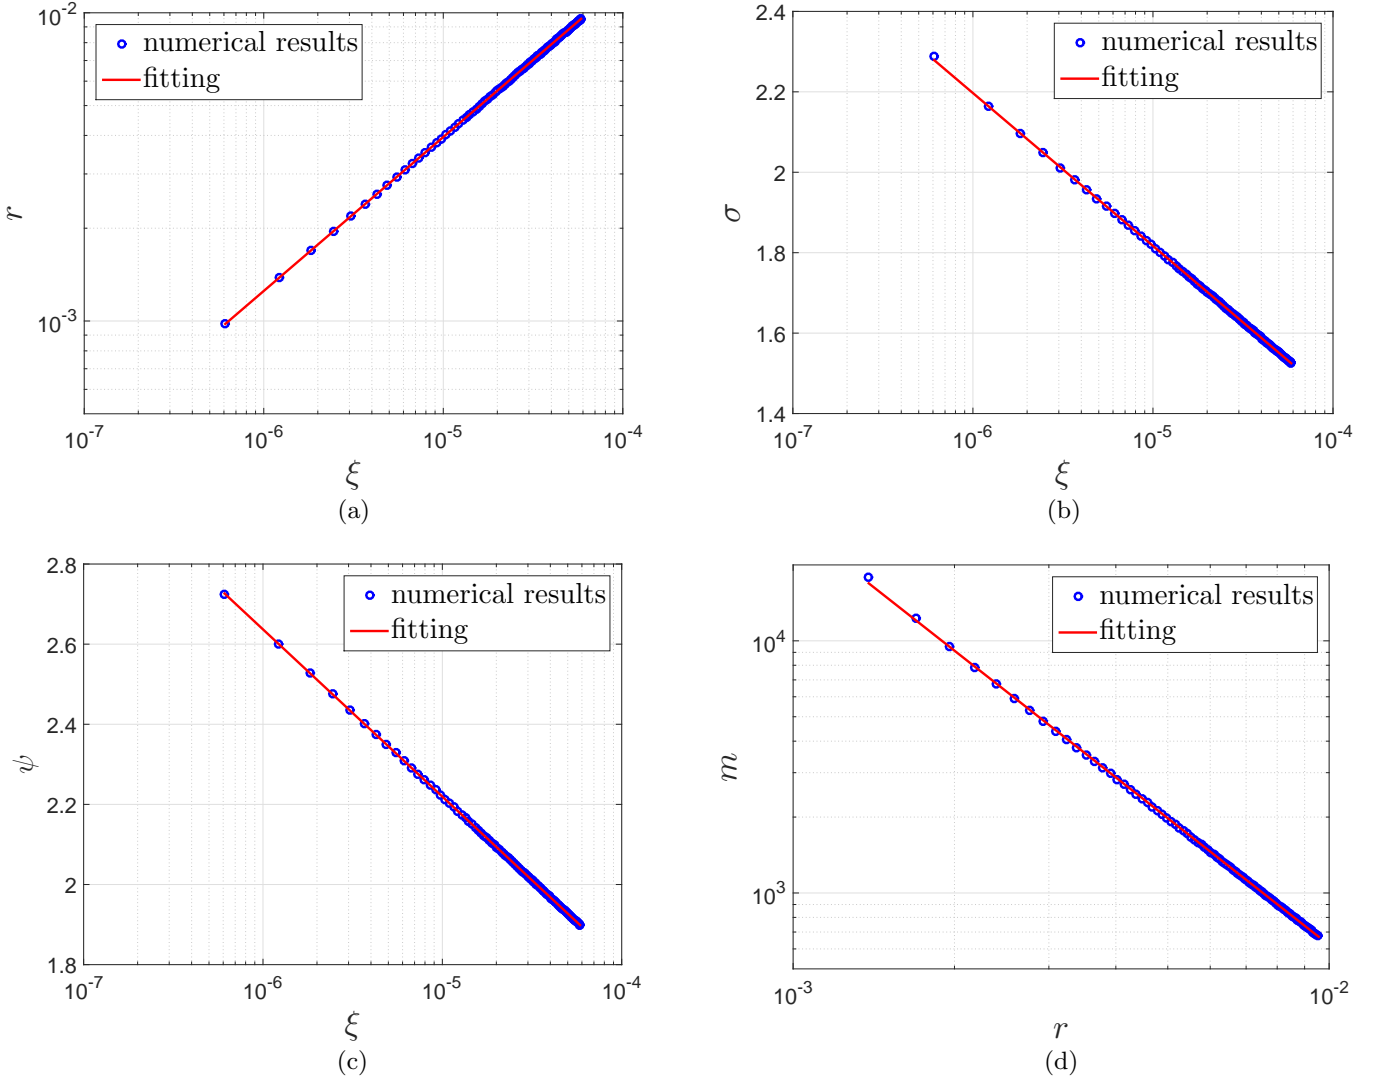 10^-2
numerical results
fitting
r
10^-3
10^-7
10^-6
10^-5
10^-4
ξ
(a)
2.4
numerical results
fitting
2.2
2
σ
1.8
1.6
1.4
10^-7
10^-6
10^-5
10^-4
ξ
(b)
2.8
numerical results
fitting
2.6
2.4
ψ
2.2
2
1.8
10^-7
10^-6
10^-5
10^-4
ξ
(c)
numerical results
fitting
10^4
m
10^3
10^-3
10^-2
r
(d)